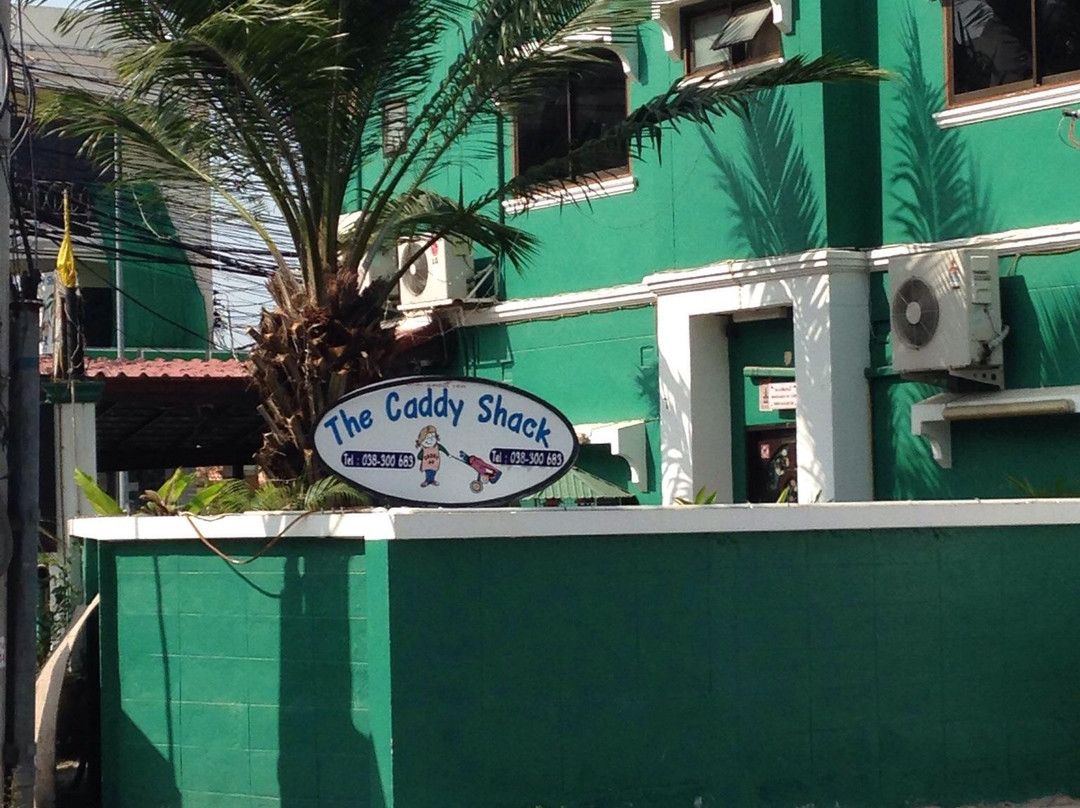 The Caddy Shack
Tel : 038-300 683 Tel : 038-300 683